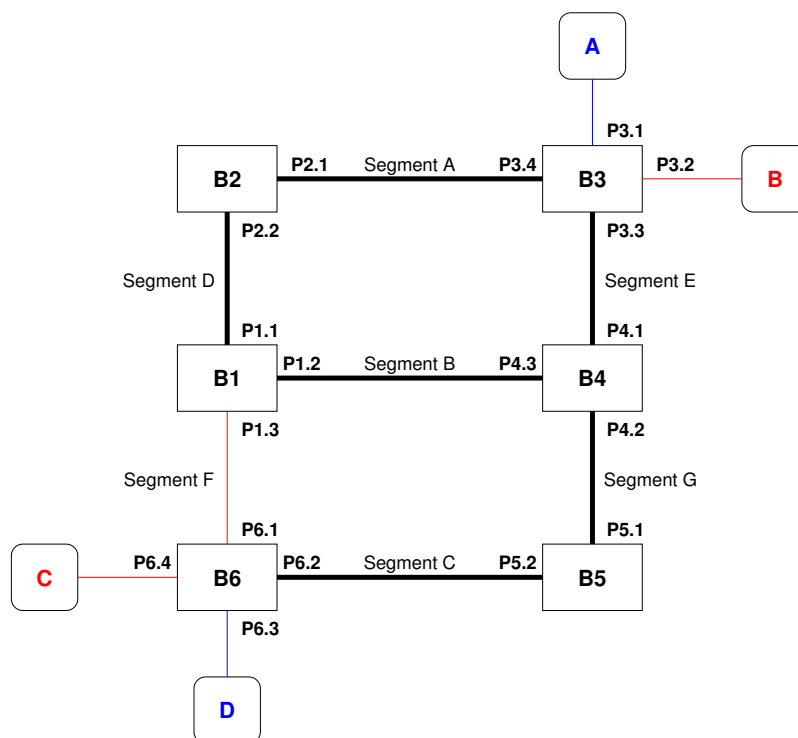 A
P3.1
B2
P2.1
Segment A
P3.4
B3
P3.2
B
P2.2
P3.3
Segment D
Segment E
P1.1
P4.1
B1
P1.2
Segment B
P4.3
B4
P1.3
P4.2
Segment F
Segment G
P6.1
P5.1
C
P6.4
B6
P6.2
Segment C
P5.2
B5
P6.3
D